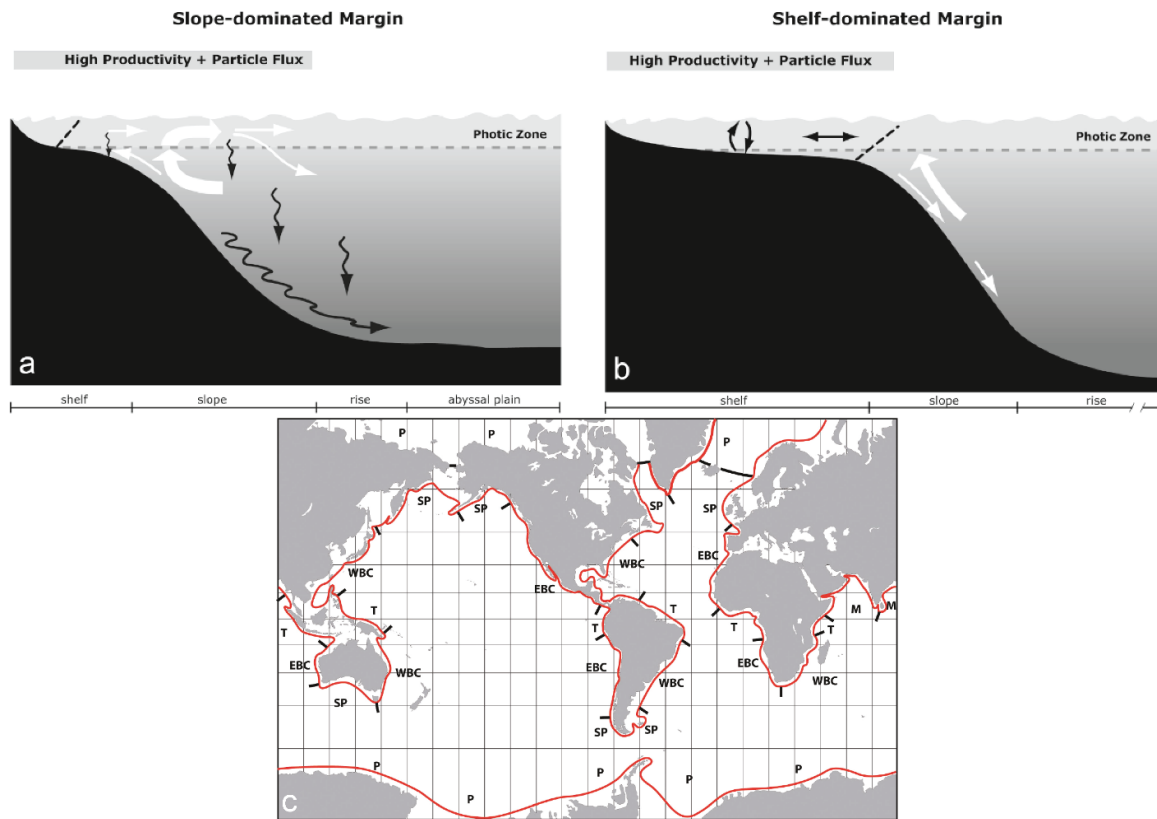 Slope-dominated Margin
High Productivity + Particle Flux
Photic Zone
a
shelf slope rise abyssal plain
Shelf-dominated Margin
High Productivity + Particle Flux
Photic Zone
b
shelf slope rise
P P P
SP SP SP SP
EBC
WBC EBC WBC
T T T T M M
T T
EBC WBC EBC WBC EBC WBC
SP
SP SP
P P P P
P
c